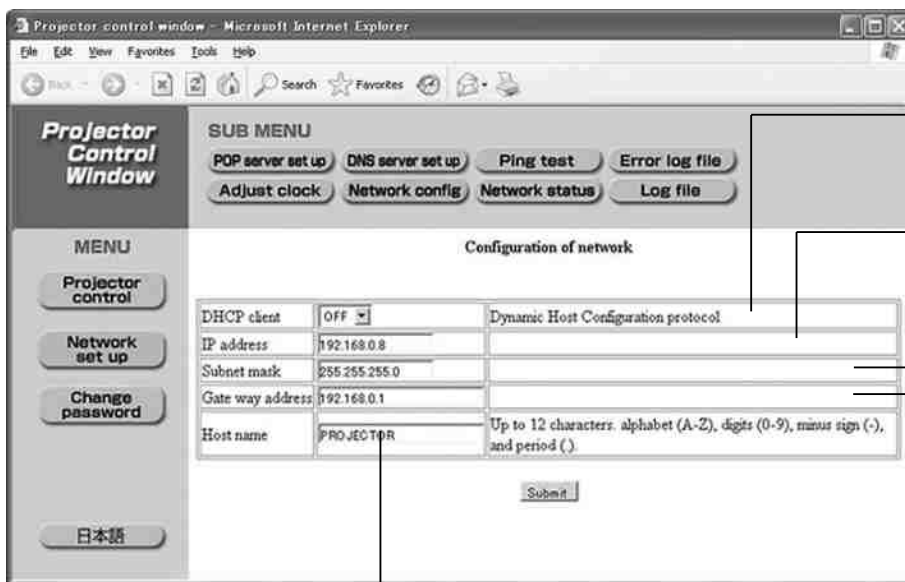 Projector control window - Microsoft Internet Explorer
File Edit View Favorites Tools Help
Back Search Favorites
Projector
Control
Window
SUB MENU
POP server set up DNS server set up Ping test Error log file
Adjust clock Network config Network status Log file
MENU
Projector
control
Network
set up
Change
password
日本語
Configuration of network
DHCP client OFF Dynamic Host Configuration protocol
IP address 192.168.0.8
Subnet mask 255.255.255.0
Gate way address 192.168.0.1
Host name PROJECTOR Up to 12 characters. alphabet (A-Z), digits (0-9), minus sign (-),
and period (.).
Submit